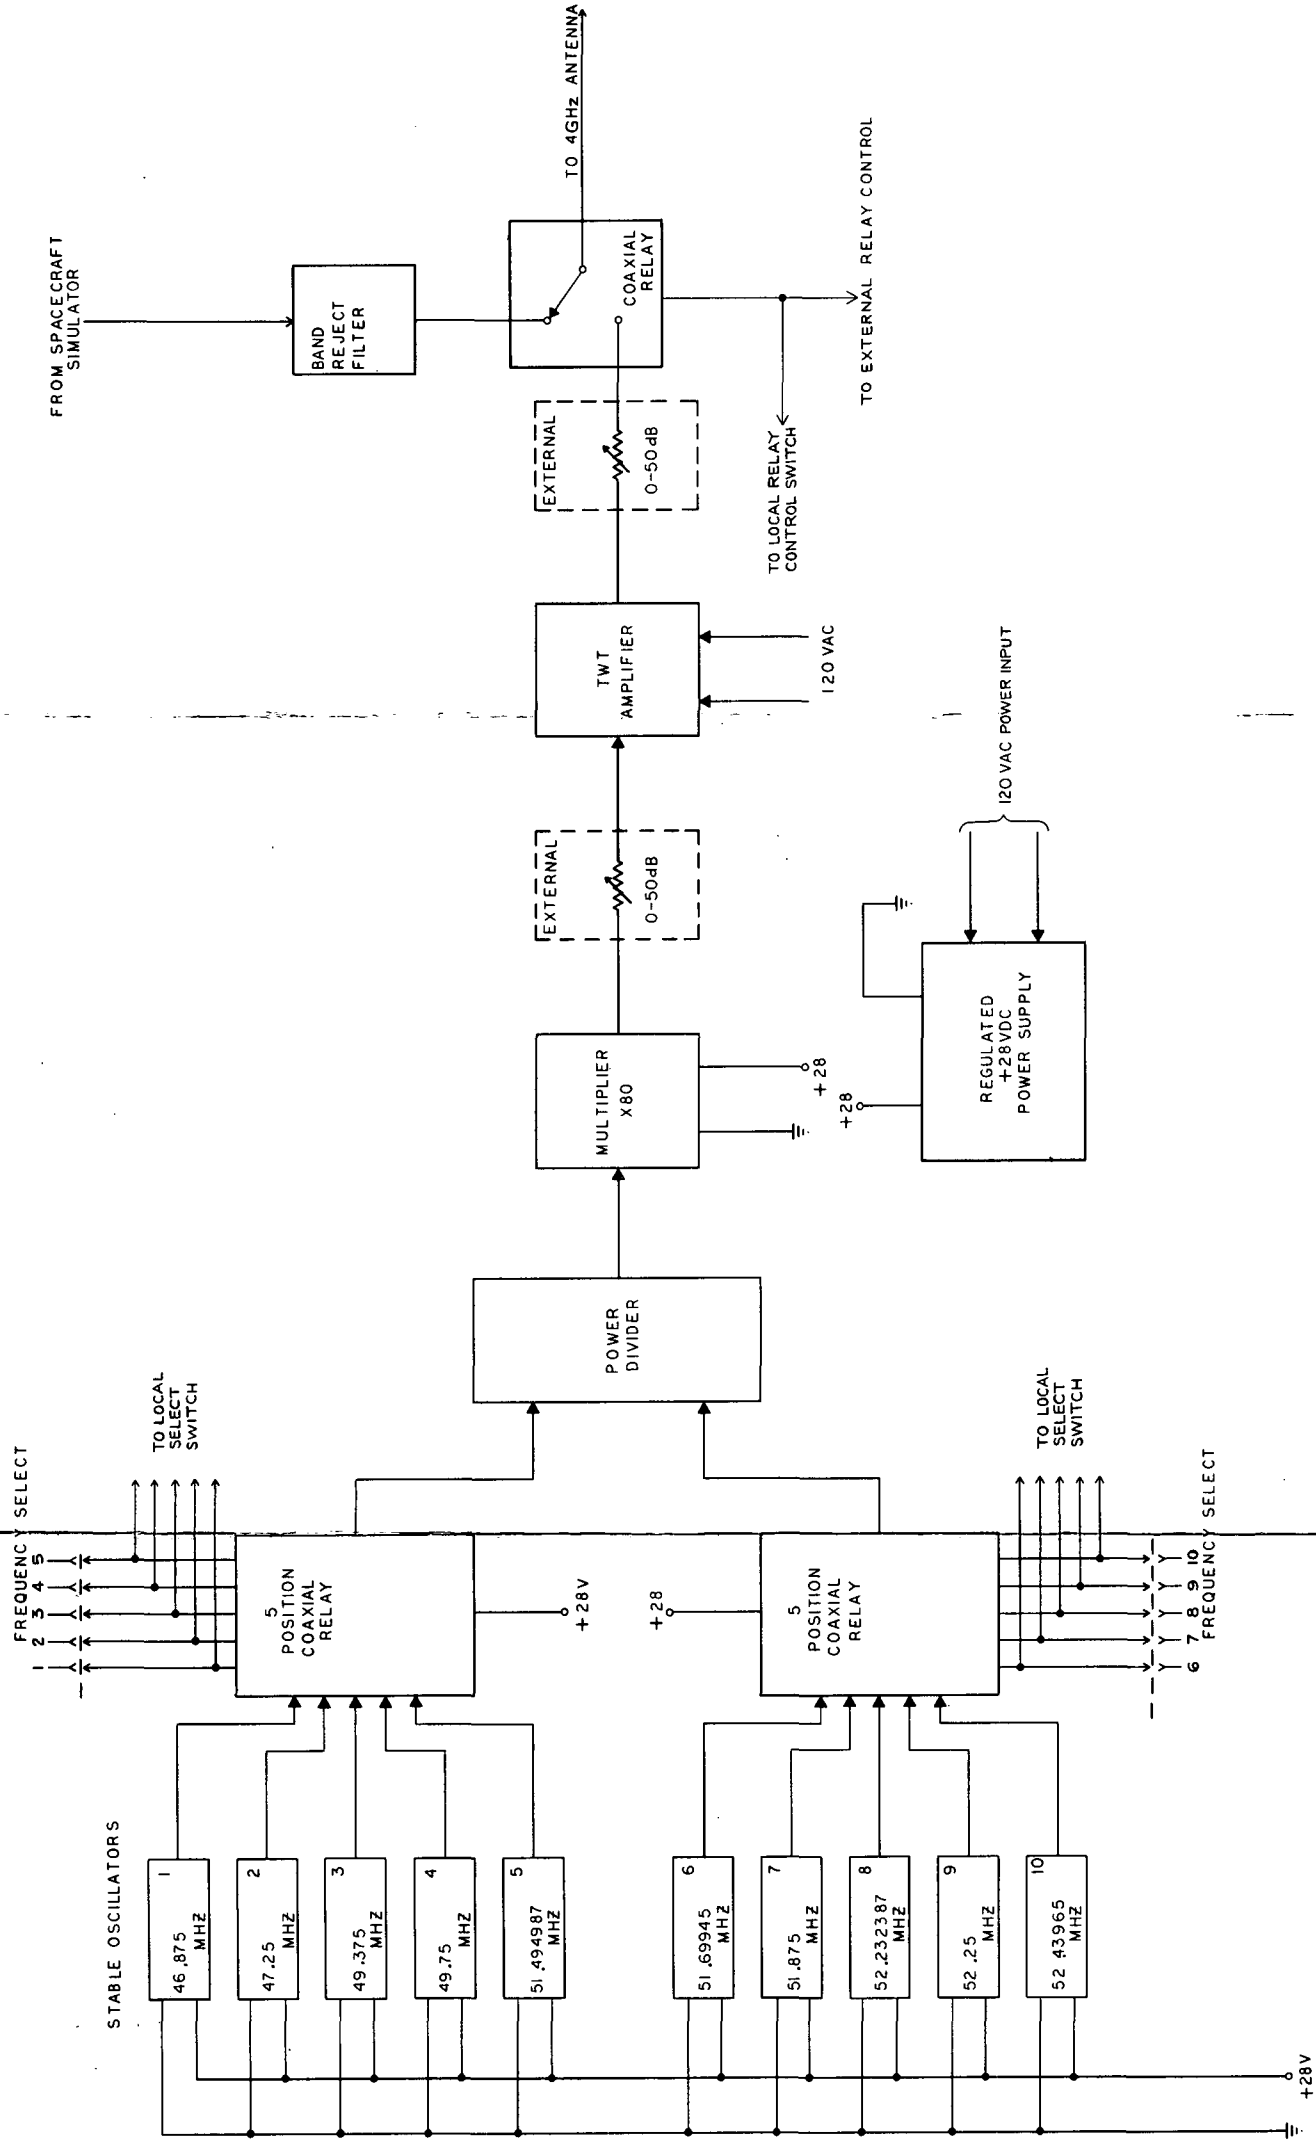 STABLE OSCILLATORS
1
46.875
MHZ
2
47.25
MHZ
3
49.375
MHZ
4
49.75
MHZ
5
51.494987
MHZ
6
51.69945
MHZ
7
51.875
MHZ
8
52.232387
MHZ
9
52.25
MHZ
10
52.43965
MHZ
+28V
FREQUENCY SELECT
1 2 3 4 5
TO LOCAL
SELECT
SWITCH
5
POSITION
COAXIAL
RELAY
+28V
+28
5
POSITION
COAXIAL
RELAY
6 7 8 9 10
FREQUENCY SELECT
TO LOCAL
SELECT
SWITCH
POWER
DIVIDER
MULTIPLIER
X80
+28
EXTERNAL
0-50dB
TWT
AMPLIFIER
120 VAC
EXTERNAL
0-50dB
FROM SPACECRAFT
SIMULATOR
BAND
REJECT
FILTER
COAXIAL
RELAY
TO 4GHz ANTENNA
TO LOCAL RELAY
CONTROL SWITCH
TO EXTERNAL RELAY CONTROL
+28
REGULATED
+28VDC
POWER SUPPLY
120 VAC POWER INPUT